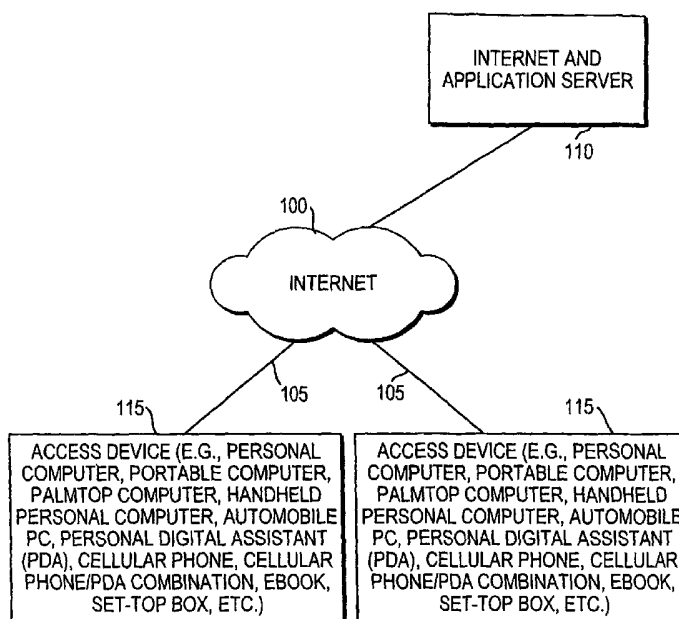 INTERNET AND
APPLICATION SERVER
110
100
INTERNET
105
105
115
115
ACCESS DEVICE (E.G., PERSONAL
COMPUTER, PORTABLE COMPUTER,
PALMTOP COMPUTER, HANDHELD
PERSONAL COMPUTER, AUTOMOBILE
PC, PERSONAL DIGITAL ASSISTANT
(PDA), CELLULAR PHONE, CELLULAR
PHONE/PDA COMBINATION, EBOOK,
SET-TOP BOX, ETC.)
ACCESS DEVICE (E.G., PERSONAL
COMPUTER, PORTABLE COMPUTER,
PALMTOP COMPUTER, HANDHELD
PERSONAL COMPUTER, AUTOMOBILE
PC, PERSONAL DIGITAL ASSISTANT
(PDA), CELLULAR PHONE, CELLULAR
PHONE/PDA COMBINATION, EBOOK,
SET-TOP BOX, ETC.)